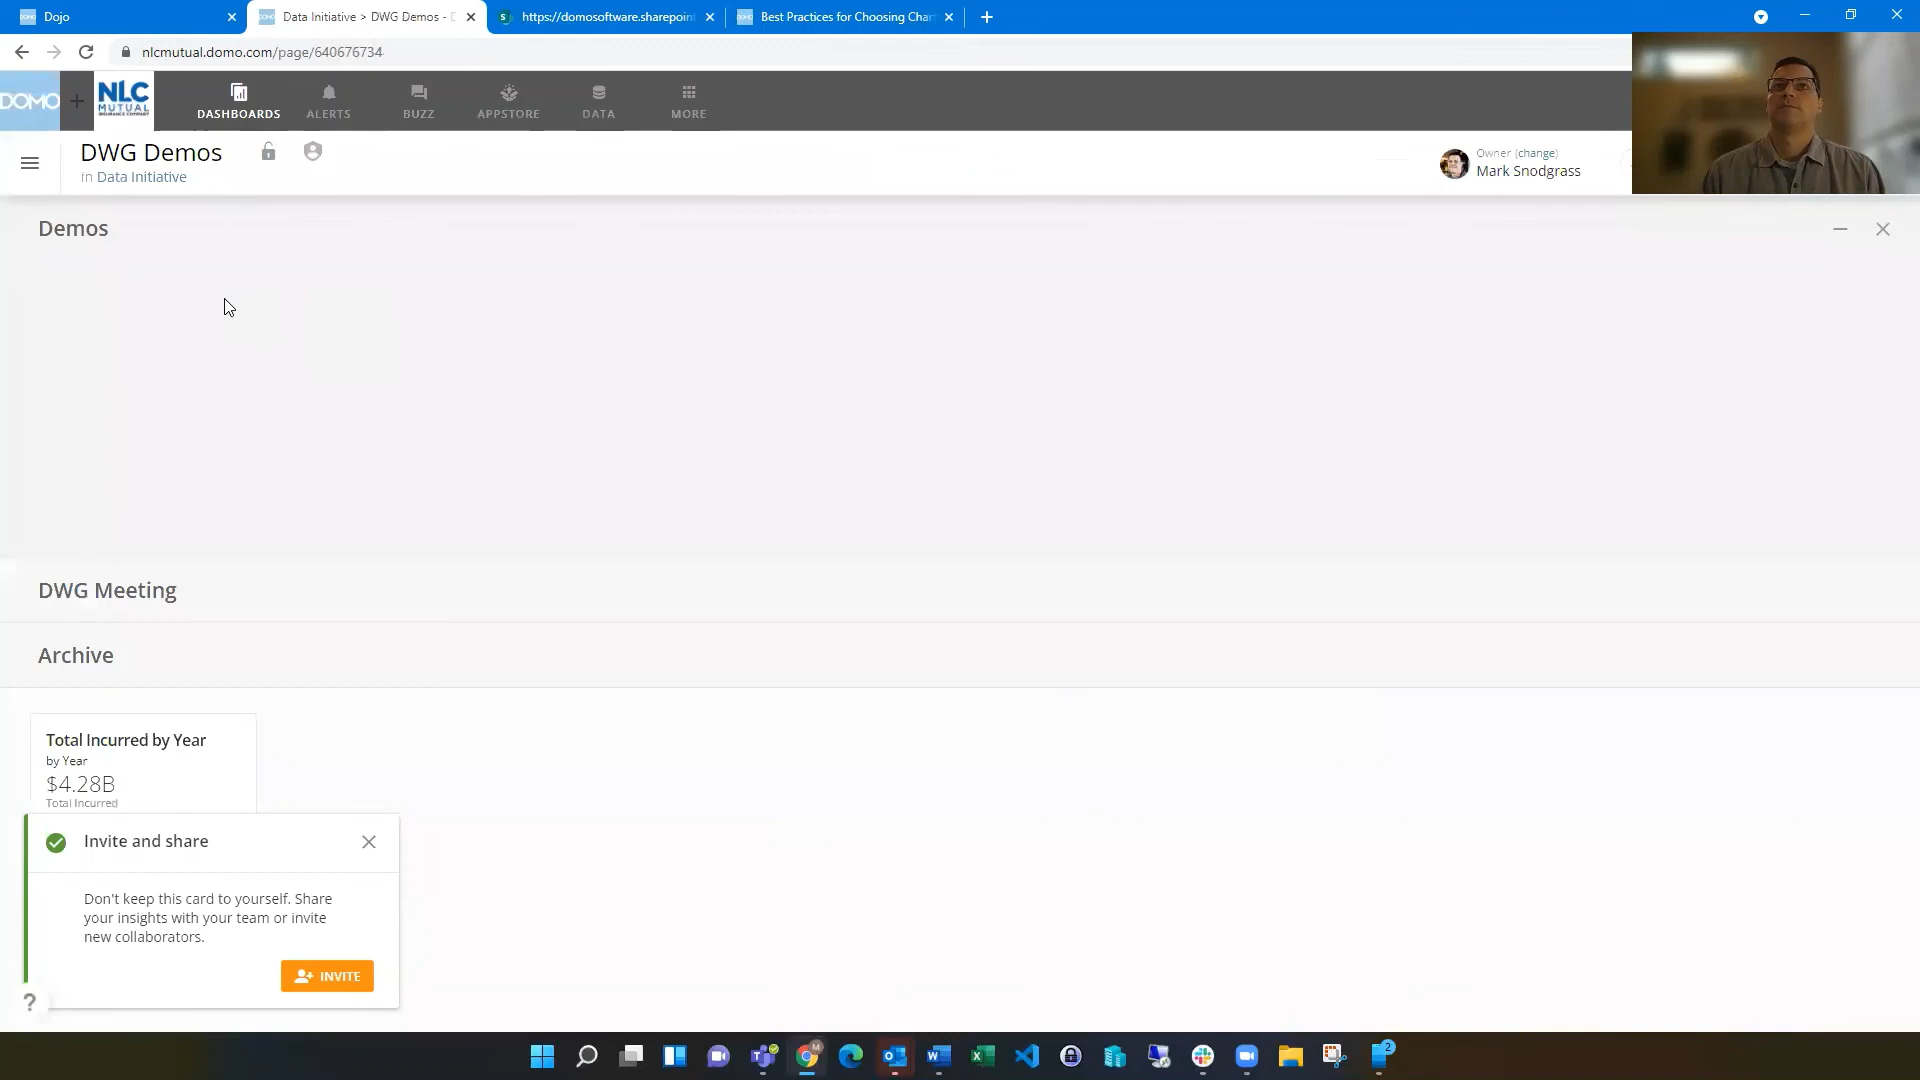 Dojo
Data Initiative > DWG Demos - D
https://domosoftware.sharepoint
Best Practices for Choosing Char
nlcmutual.domo.com/page/640676734
DOMO
NLC
MUTUAL
INSURANCE COMPANY
DASHBOARDS
ALERTS
BUZZ
APPSTORE
DATA
MORE
DWG Demos
in Data Initiative
Owner (change)
Mark Snodgrass
Demos
DWG Meeting
Archive
Total Incurred by Year
by Year
$4.28B
Total Incurred
Invite and share
Don't keep this card to yourself. Share
your insights with your team or invite
new collaborators.
INVITE
?